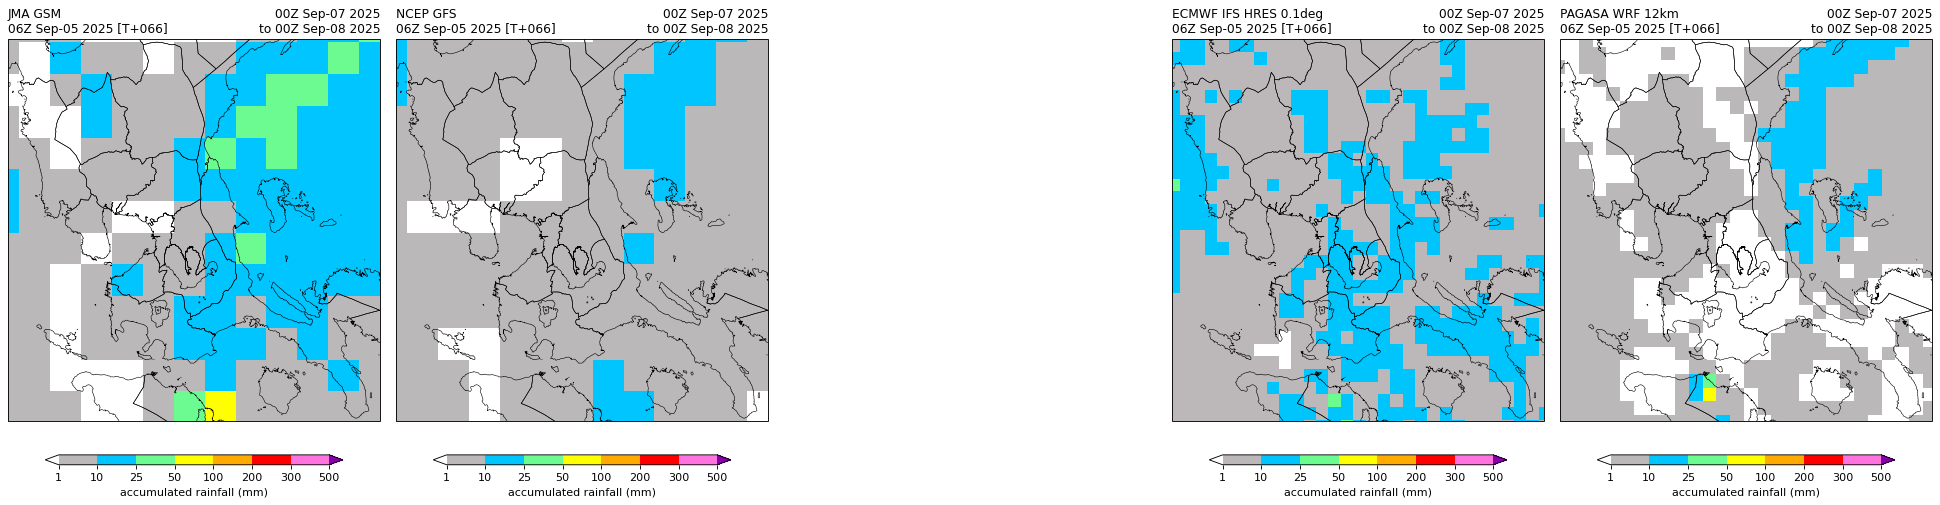 JMA GSM 00Z Sep-07 2025
06Z Sep-05 2025 [T+066] to 00Z Sep-08 2025
1 10 25 50 100 200 300 500
accumulated rainfall (mm)
NCEP GFS 00Z Sep-07 2025
06Z Sep-05 2025 [T+066] to 00Z Sep-08 2025
1 10 25 50 100 200 300 500
accumulated rainfall (mm)
ECMWF IFS HRES 0.1deg 00Z Sep-07 2025
06Z Sep-05 2025 [T+066] to 00Z Sep-08 2025
1 10 25 50 100 200 300 500
accumulated rainfall (mm)
PAGASA WRF 12km 00Z Sep-07 2025
06Z Sep-05 2025 [T+066] to 00Z Sep-08 2025
1 10 25 50 100 200 300 500
accumulated rainfall (mm)